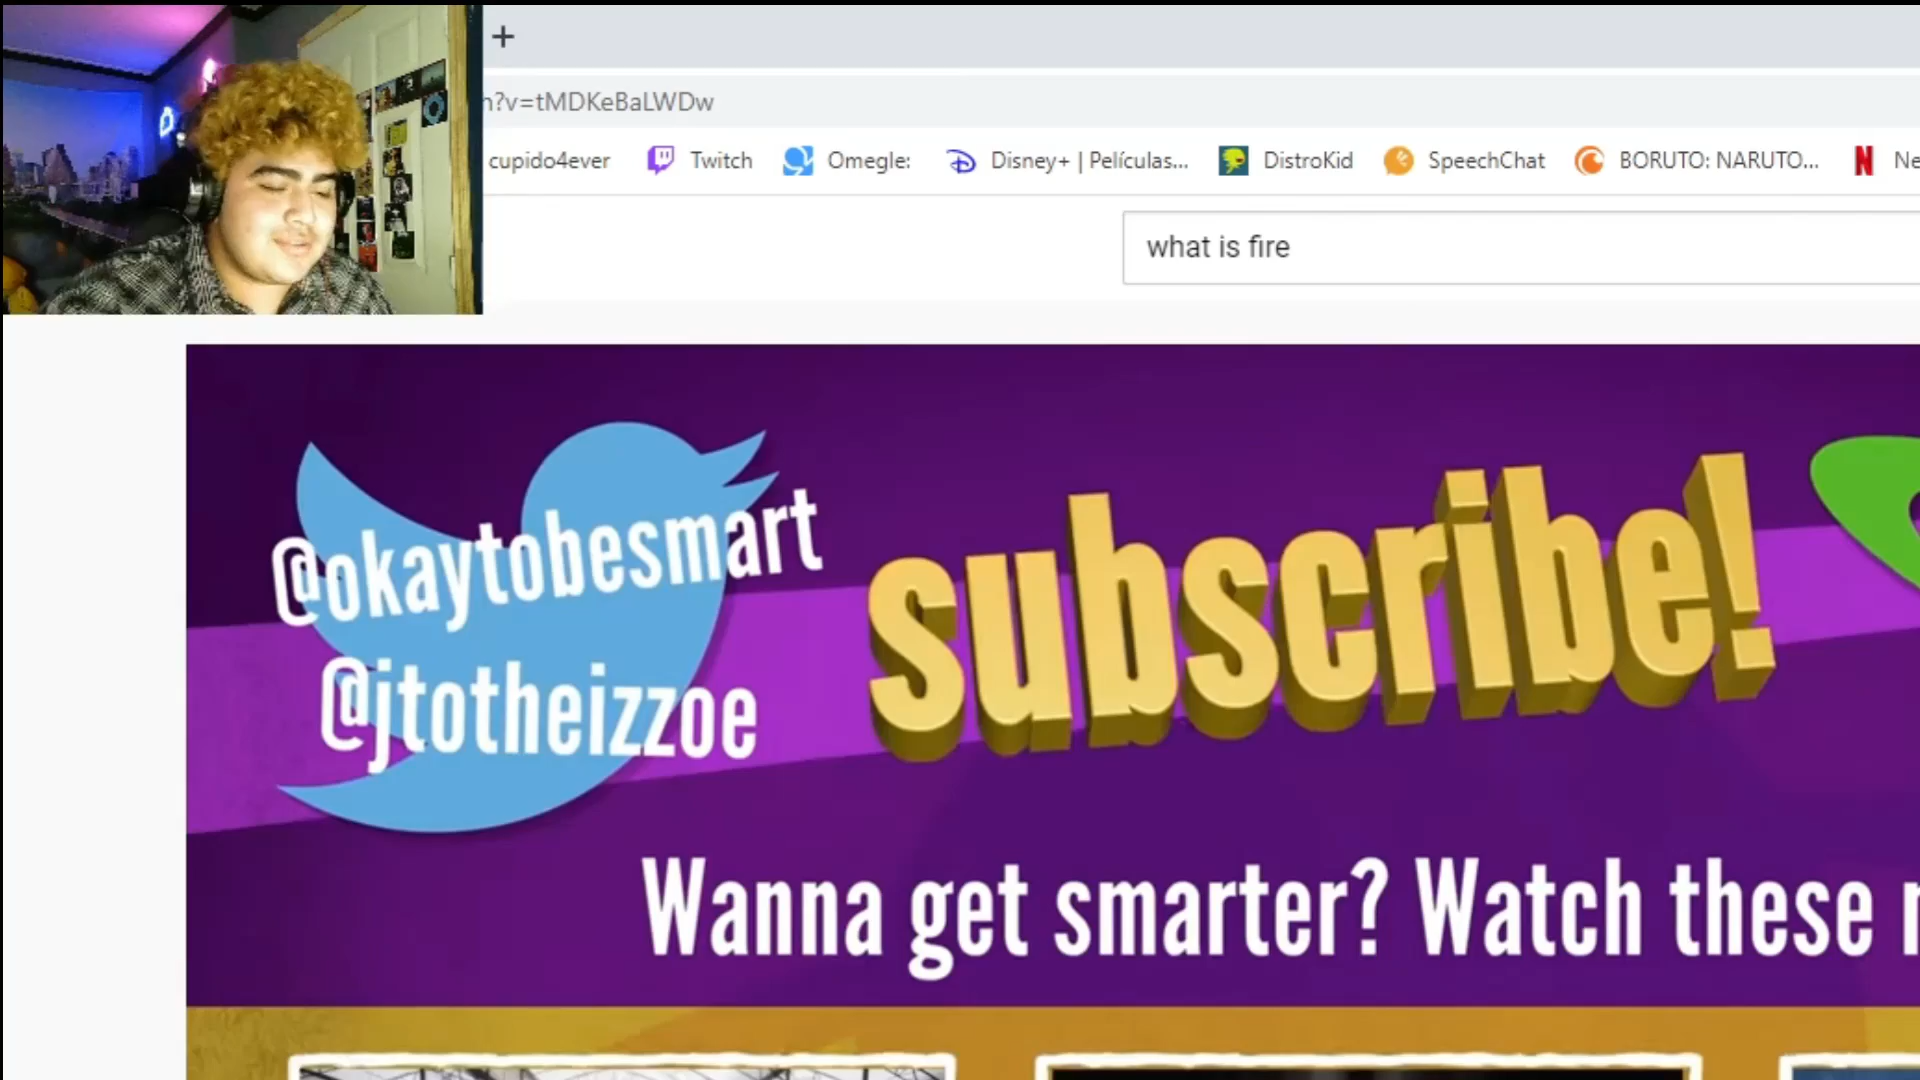 +
h?v=tMDKeBaLWDw
cupido4ever Twitch Omegle: Disney+ | Películas... DistroKid SpeechChat BORUTO: NARUTO... Ne
what is fire
@okaytobesmart
@jtotheizzoe
subscribe!
Wanna get smarter? Watch these